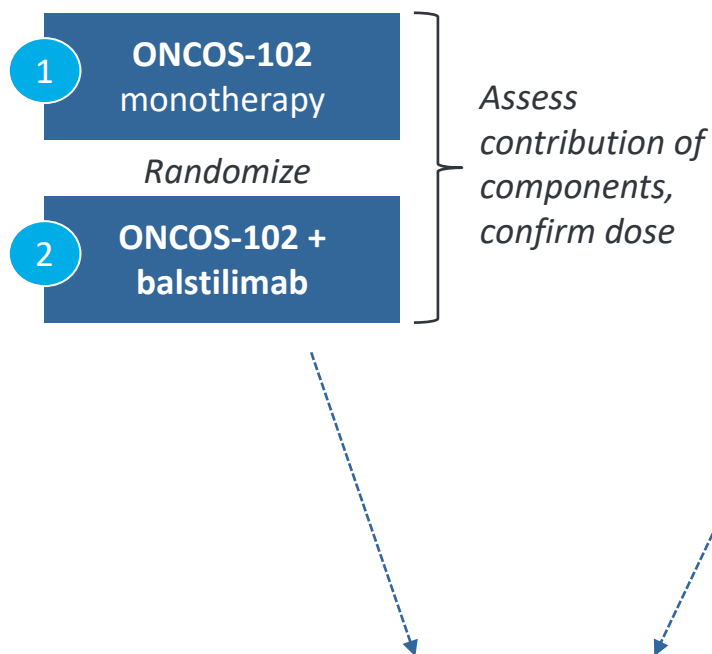 1
ONCOS-102
monotherapy
Randomize
2
ONCOS-102 +
balstilimab
Assess
contribution of
components,
confirm dose